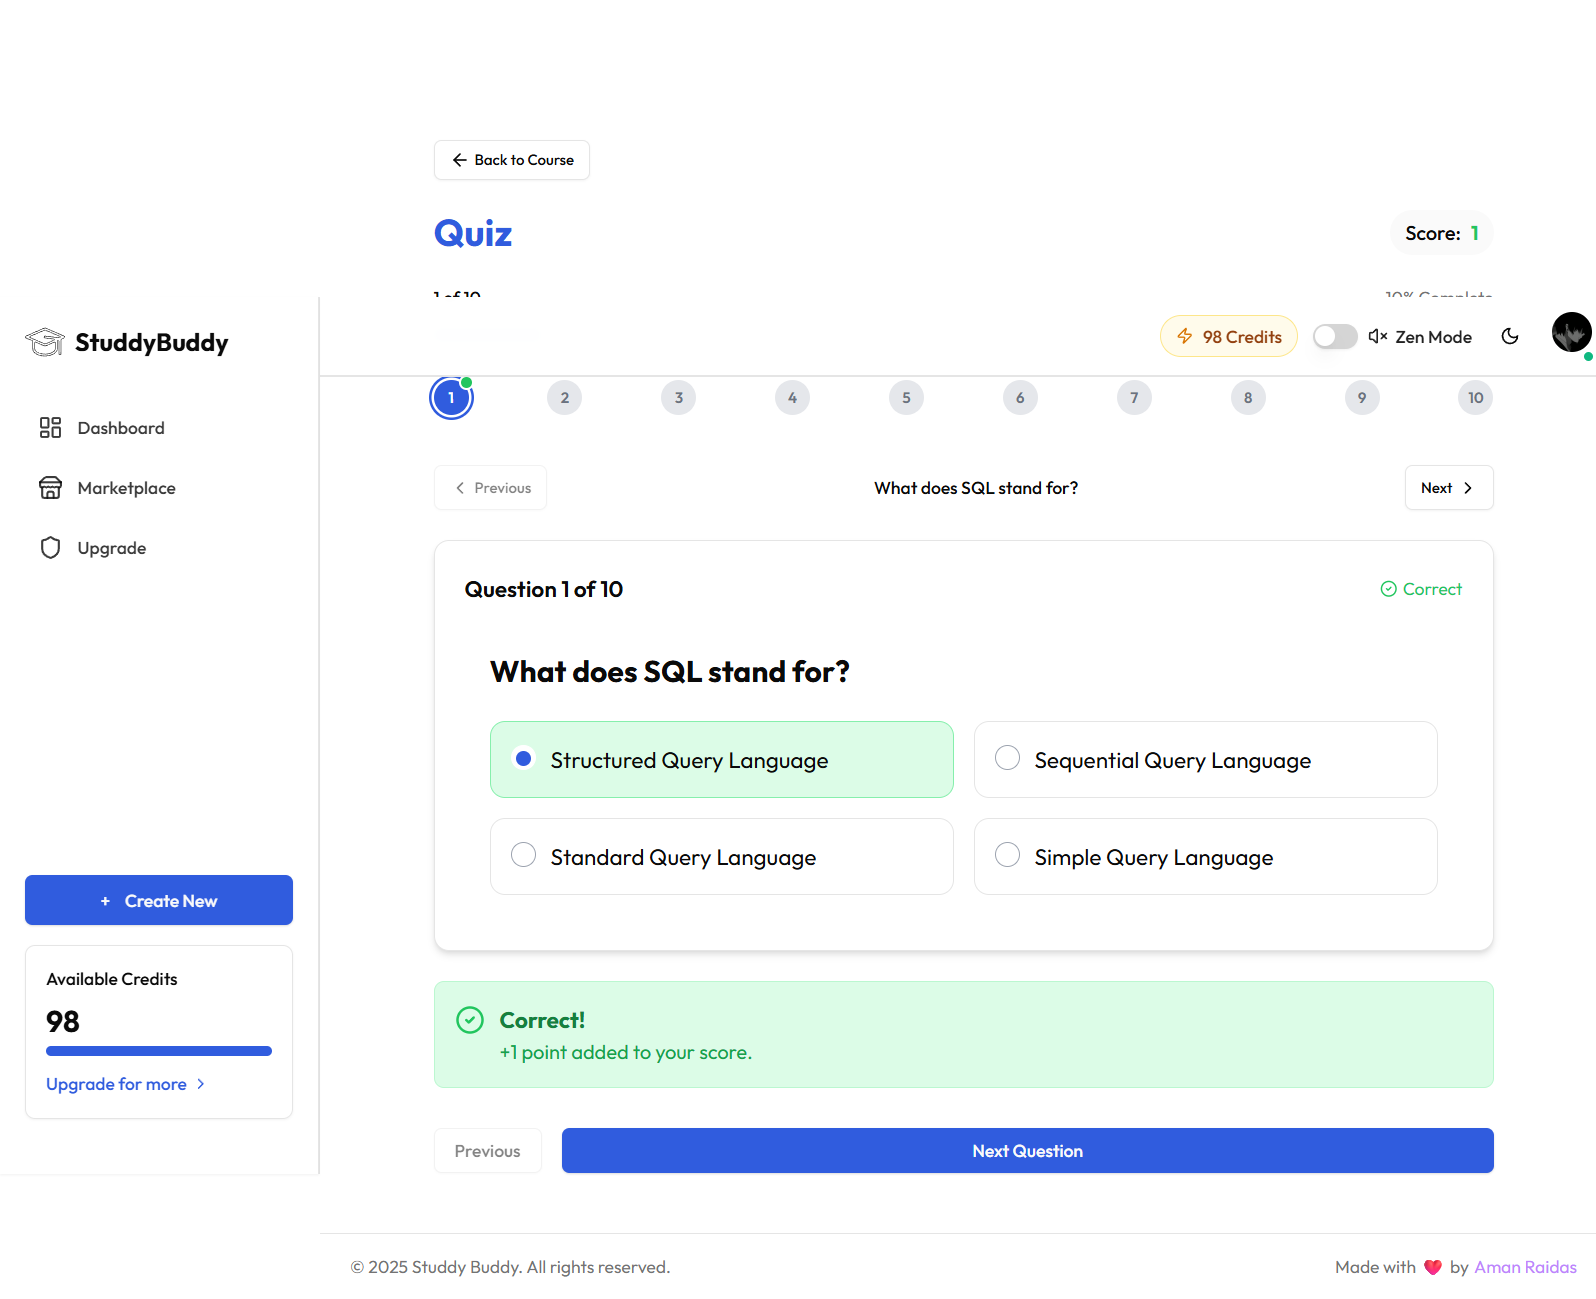 Back to Course
Quiz
Score: 1
1 of 10
10% Complete
StuddyBuddy
98 Credits
Zen Mode
1 2 3 4 5 6 7 8 9 10
Dashboard
Marketplace
Upgrade
Previous
What does SQL stand for?
Next
Question 1 of 10
Correct
What does SQL stand for?
Structured Query Language
Sequential Query Language
Standard Query Language
Simple Query Language
+ Create New
Available Credits
98
Upgrade for more
Correct!
+1 point added to your score.
Previous
Next Question
© 2025 Studdy Buddy. All rights reserved.
Made with ❤️ by Aman Raidas